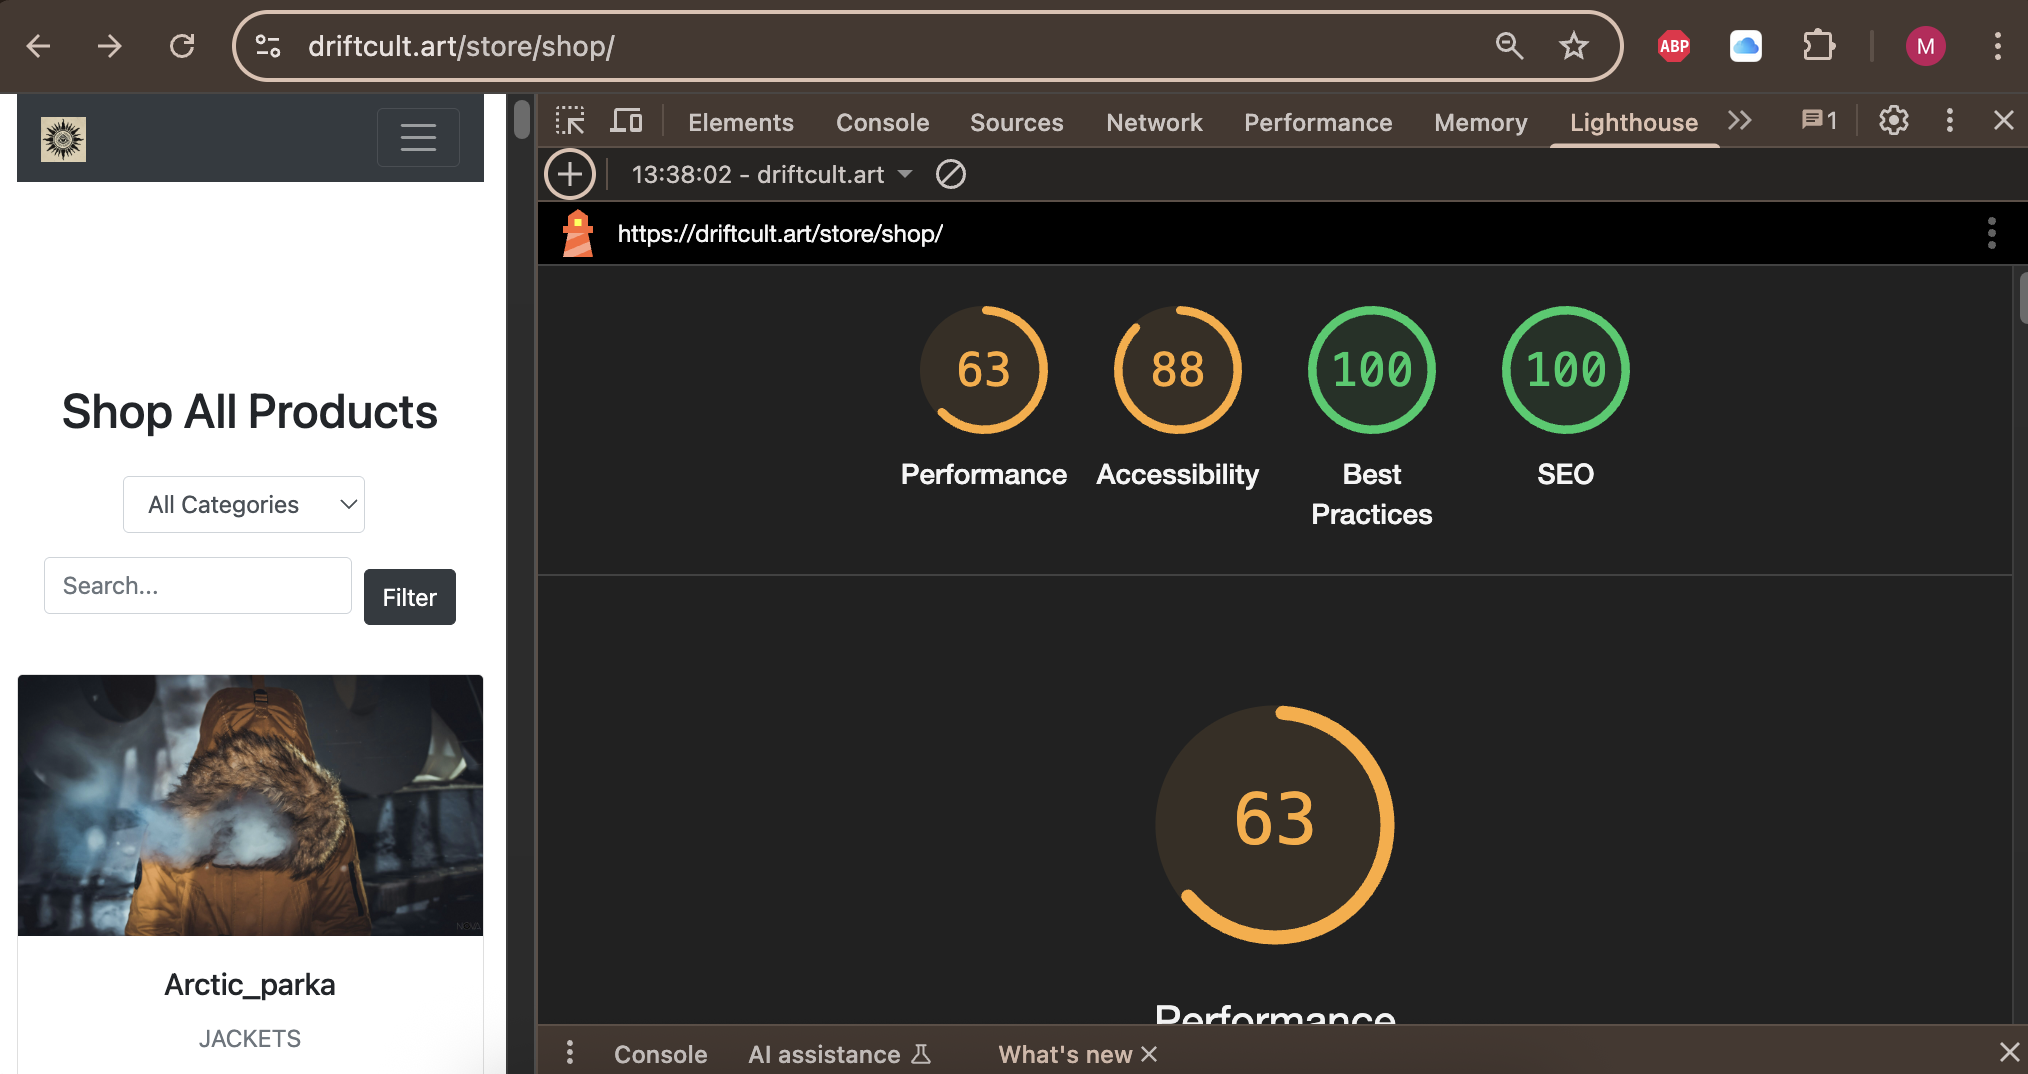 driftcult.art/store/shop/
ABP
M
Shop All Products
All Categories
Search...
Filter
Arctic_parka
JACKETS
Elements Console Sources Network Performance Memory Lighthouse 1
13:38:02 - driftcult.art
https://driftcult.art/store/shop/
63 88 100 100
Performance Accessibility Best Practices SEO
63
Performance
Console AI assistance What's new